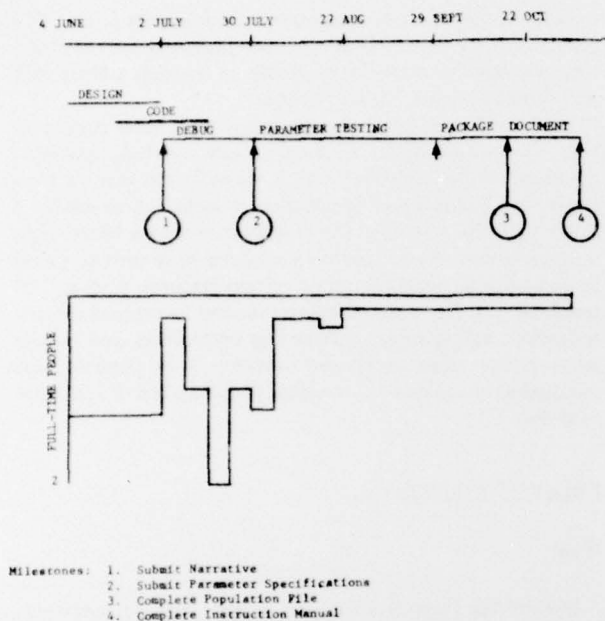 4 JUNE 2 JULY 30 JULY 27 AUG 29 SEPT 22 OCT
DESIGN
CODE
DEBUG PARAMETER TESTING PACKAGE DOCUMENT
1 2 3 4
FULL-TIME PEOPLE
2
Milestones: 1. Submit Narrative
2. Submit Parameter Specifications
3. Complete Population File
4. Complete Instruction Manual